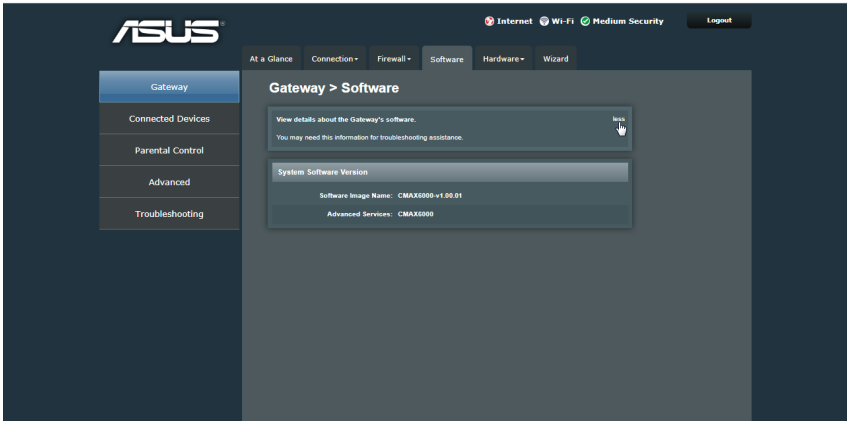 ASUS
Internet Wi-Fi Medium Security Logout
At a Glance Connection Firewall Software Hardware Wizard
Gateway
Connected Devices
Parental Control
Advanced
Troubleshooting
Gateway > Software
View details about the Gateway's software. less
You may need this information for troubleshooting assistance.
System Software Version
Software Image Name: CMAX6000-v1.00.01
Advanced Services: CMAX6000